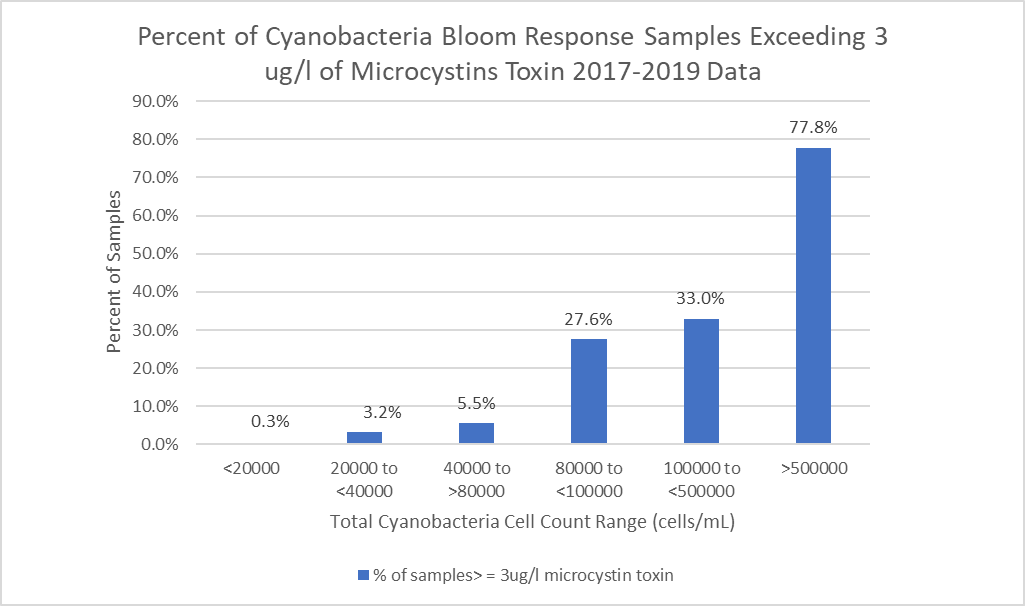 Percent of Cyanobacteria Bloom Response Samples Exceeding 3
ug/l of Microcystins Toxin 2017-2019 Data
90.0%
80.0%
70.0%
60.0%
50.0%
40.0%
30.0%
20.0%
10.0%
0.0%
Percent of Samples
0.3%
3.2%
5.5%
27.6%
33.0%
77.8%
<20000
20000 to
<40000
40000 to
>80000
80000 to
<100000
100000 to
<500000
>500000
Total Cyanobacteria Cell Count Range (cells/mL)
% of samples> = 3ug/l microcystin toxin